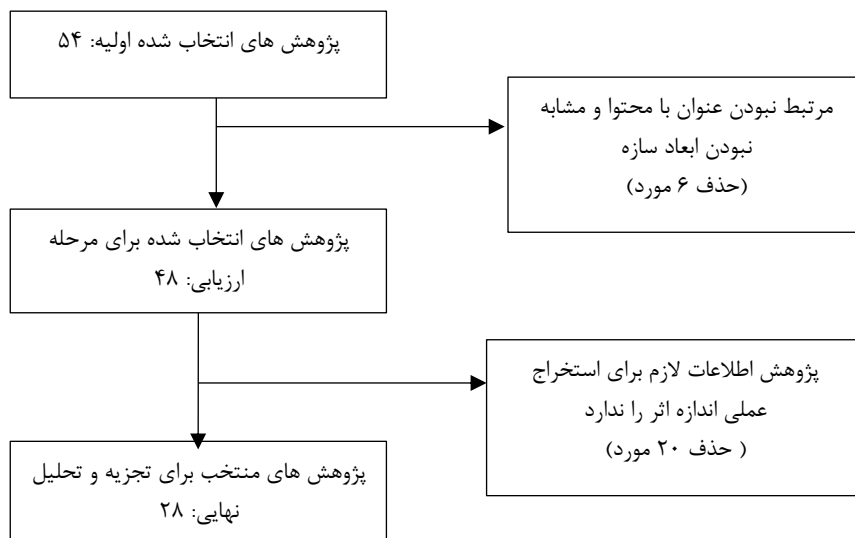 پژوهش های انتخاب شده اولیه: ۵۴
مرتبط نبودن عنوان با محتوا و مشابه
نبودن ابعاد سازه
(حذف ۶ مورد)
پژوهش های انتخاب شده برای مرحله
ارزیابی: ۴۸
پژوهش اطلاعات لازم برای استخراج
عملی اندازه اثر را ندارد
( حذف ۲۰ مورد)
پژوهش های منتخب برای تجزیه و تحلیل
نهایی: ۲۸